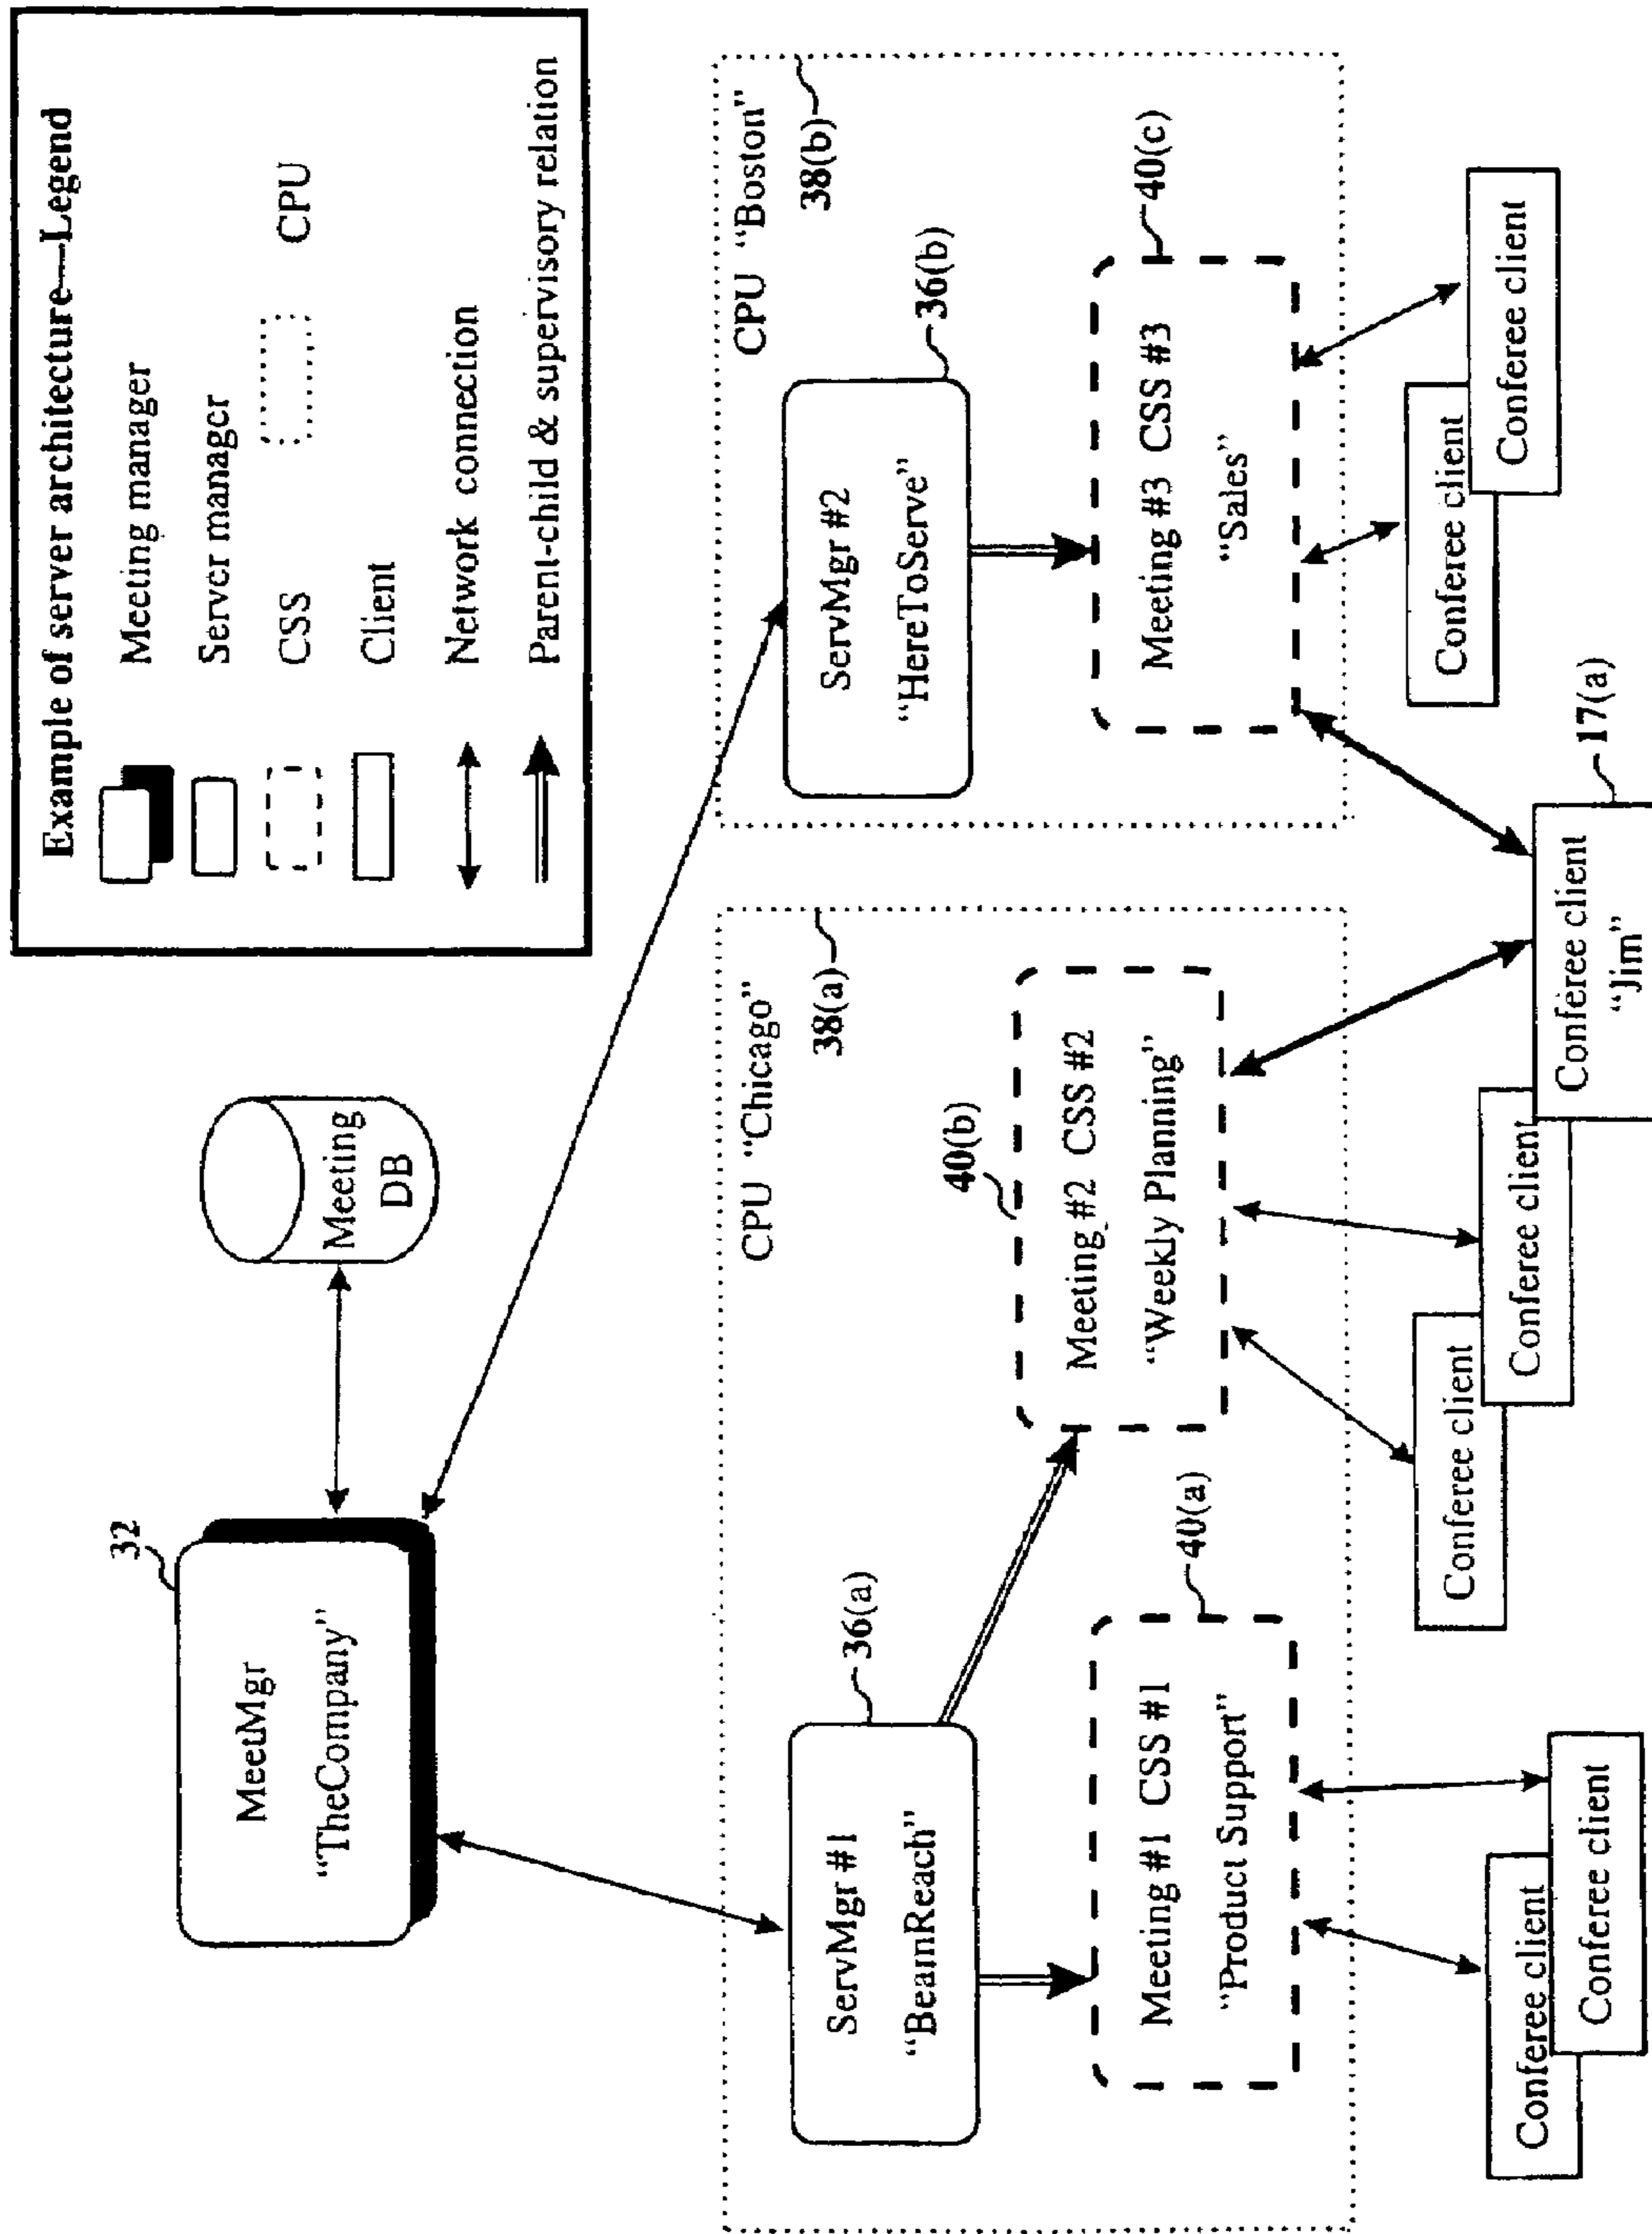 Example of server architecture—Legend
Meeting manager
Server manager
CSS
CPU
Client
Network connection
Parent-child & supervisory relation
32
MeetMgr
“TheCompany”
Meeting
DB
CPU “Chicago”
38(a)
36(a)
ServMgr #1
“BeanReach”
40(b)
Meeting #2 CSS #2
“Weekly Planning”
40(a)
Meeting #1 CSS #1
“Product Support”
CPU “Boston”
38(b)
ServMgr #2
“HereToServe”
36(b)
40(c)
Meeting #3 CSS #3
“Sales”
Conferee client
Conferee client
Conferee client
Conferee client
Conferee client
“Jim”
17(a)
Conferee client
Conferee client